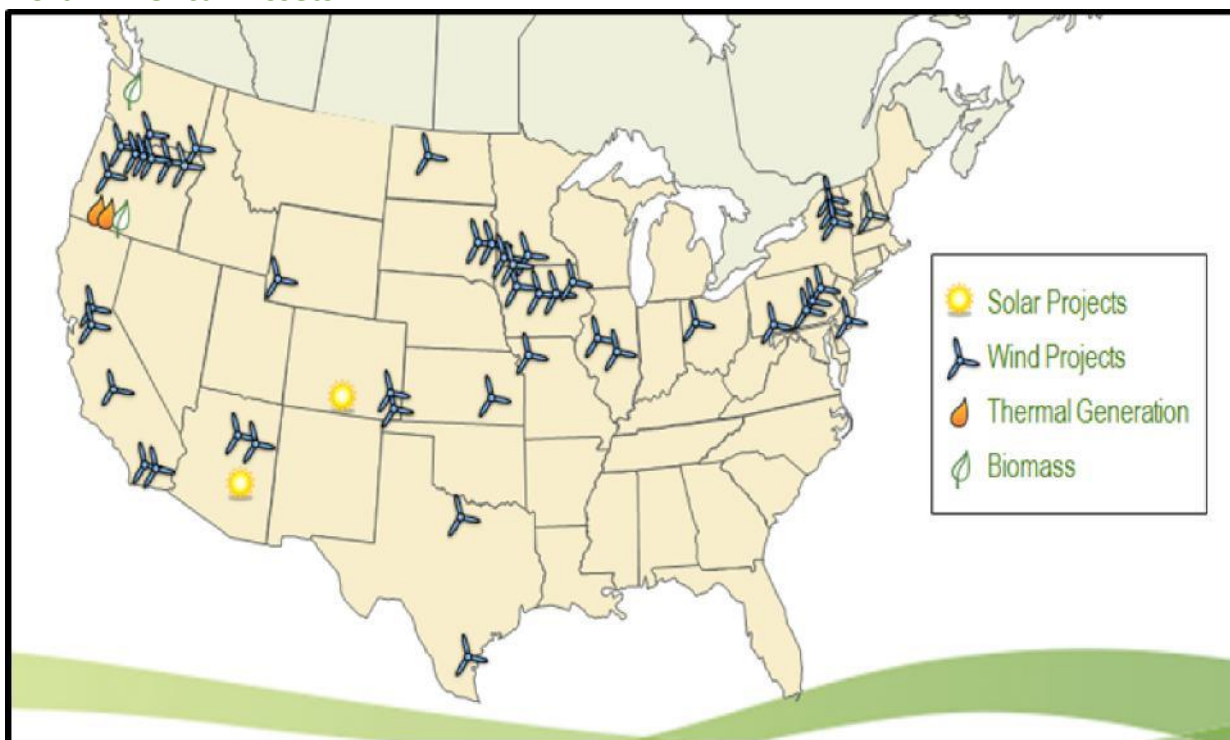 Solar Projects
Wind Projects
Thermal Generation
Biomass